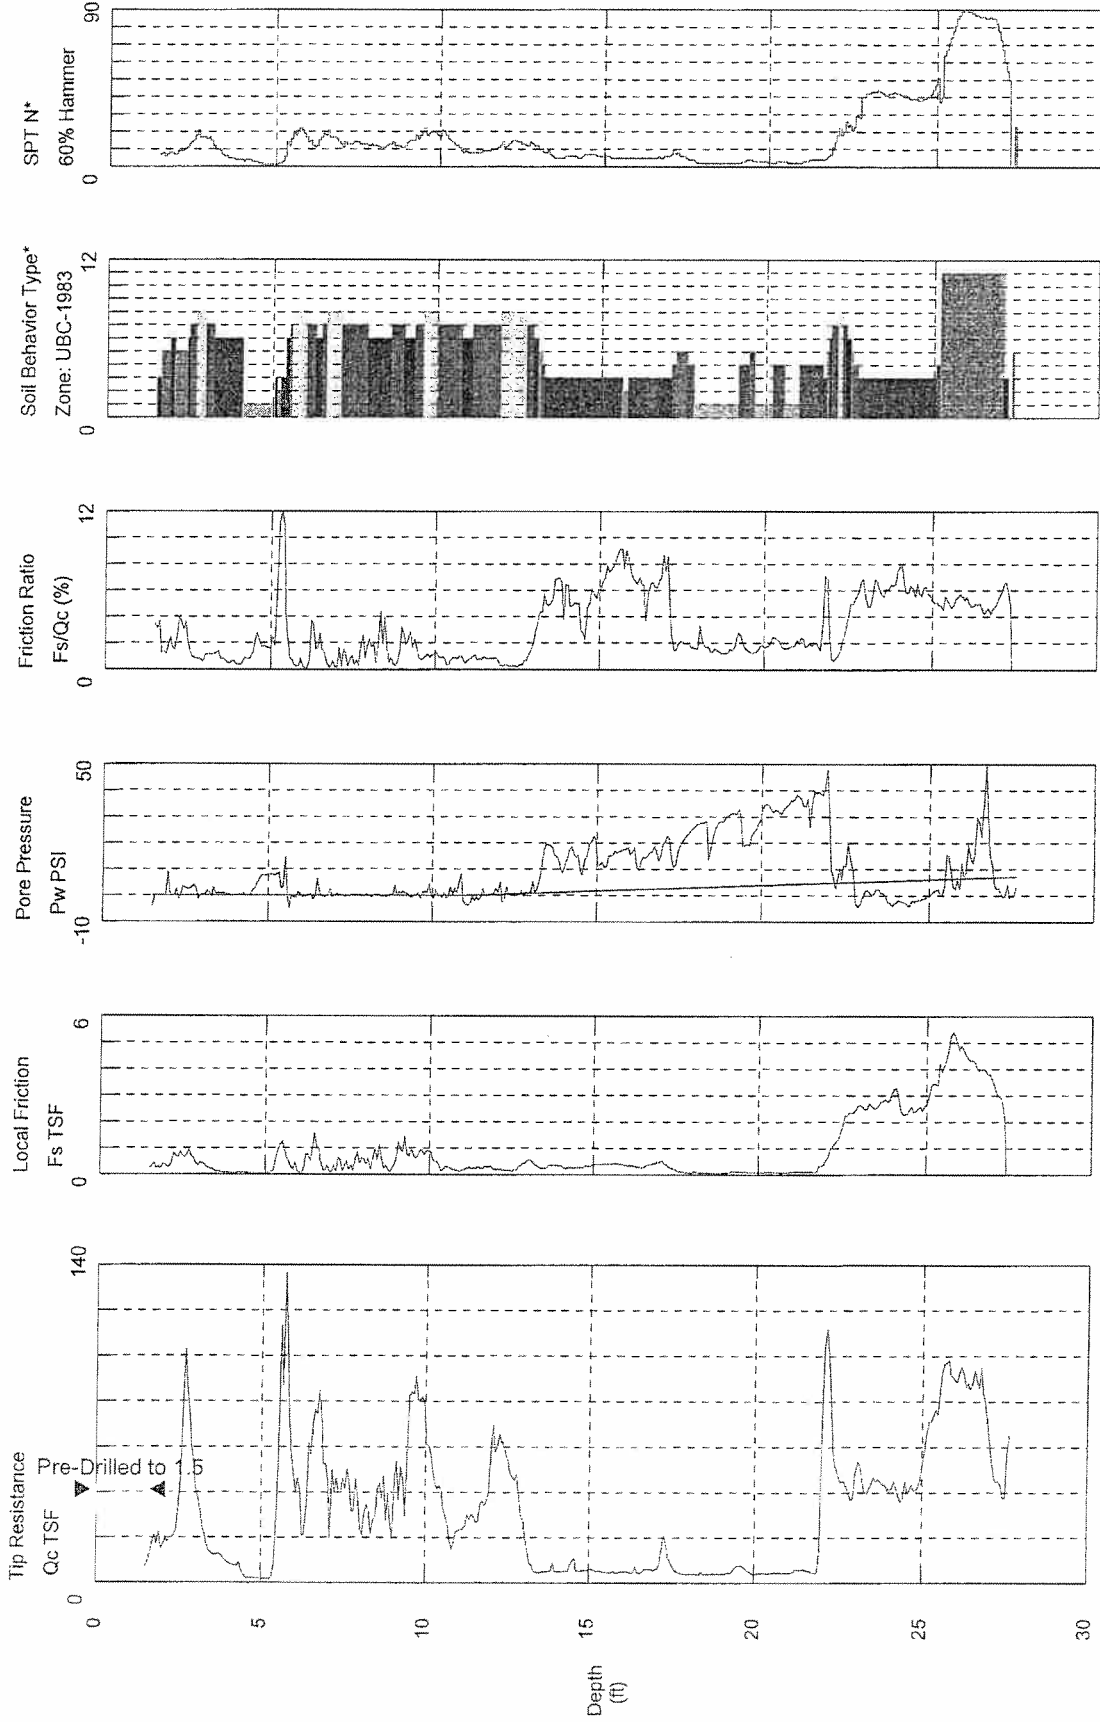 Tip Resistance
Qc TSF
0
140
Pre-Drilled to 1.5
Local Friction
Fs TSF
0
6
Pore Pressure
Pw PSI
-10
50
Friction Ratio
Fs/Qc (%)
0
12
Soil Behavior Type*
Zone: UBC-1983
0
12
SPT N*
60% Hammer
0
90
0
5
10
15
20
25
30
Depth
(ft)